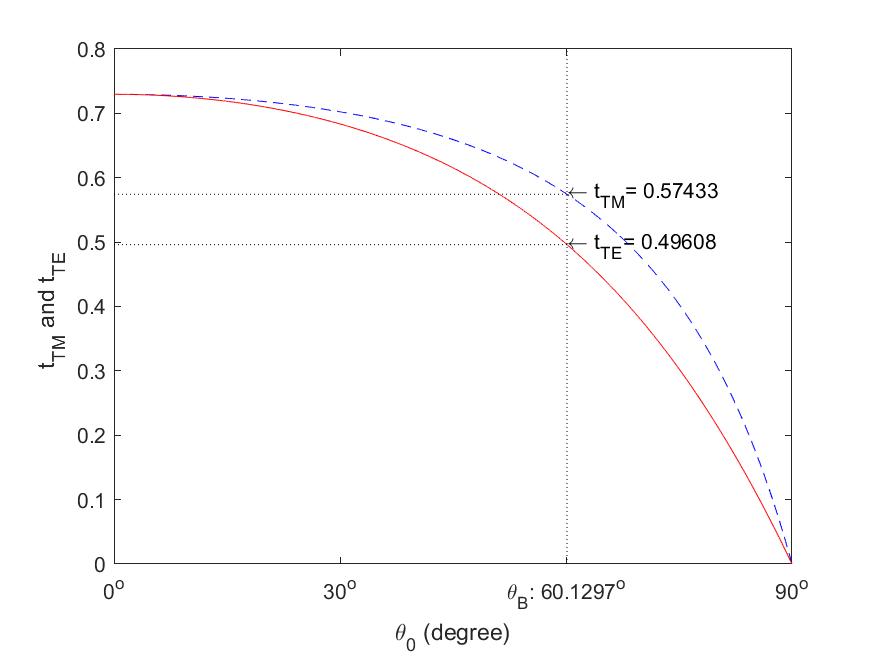 0.8
0.7
0.6
0.5
0.4
0.3
0.2
0.1
0
t_TM and t_TE
t_TM= 0.57433
t_TE= 0.49608
0° 30° θ_B: 60.1297° 90°
θ_0 (degree)